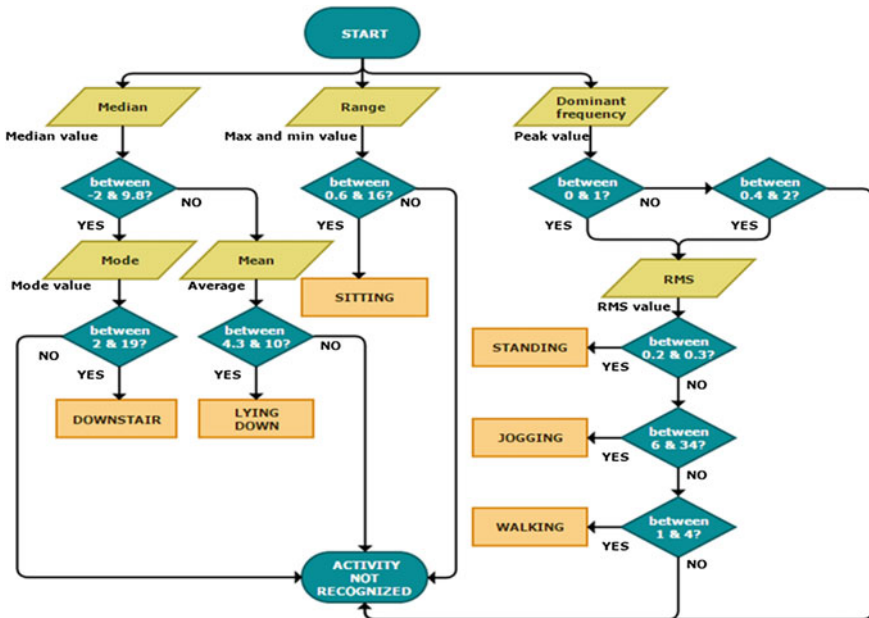 START
Median
Range
Dominant
frequency
Median value
Max and min value
Peak value
between
-2 & 9.8?
NO
between
0.6 & 16?
NO
between
0 & 1?
NO
between
0.4 & 2?
YES
YES
YES
YES
Mode
Mean
SITTING
RMS
Mode value
Average
RMS value
between
2 & 19?
NO
YES
between
4.3 & 10?
NO
YES
STANDING
YES
between
0.2 & 0.3?
NO
DOWNSTAIR
LYING
DOWN
JOGGING
YES
between
6 & 34?
NO
WALKING
YES
between
1 & 4?
NO
ACTIVITY
NOT
RECOGNIZED